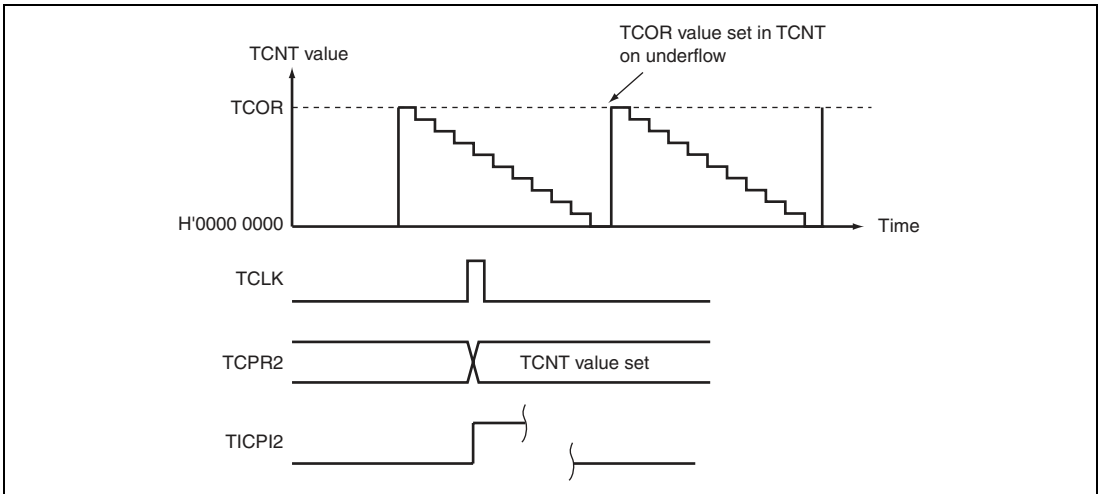 TCOR value set in TCNT
on underflow
TCNT value
TCOR
H'0000 0000
Time
TCLK
TCPR2
TCNT value set
TICPI2